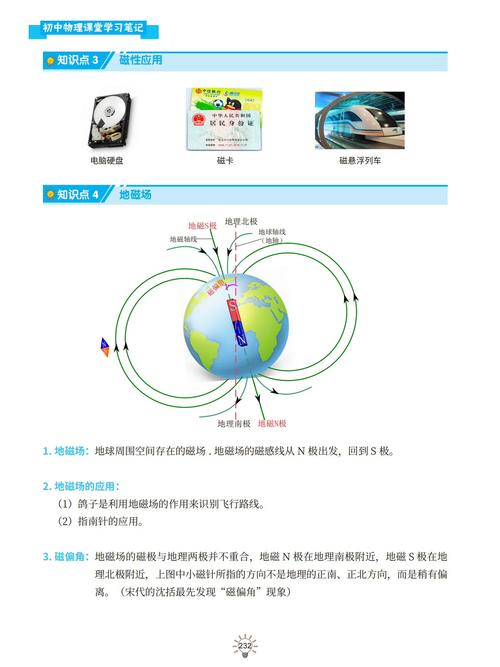 初中物理课堂学习笔记
知识点 3 磁性应用
中华人民共和国
居民身份证
电脑硬盘
磁卡
磁悬浮列车
知识点 4 地磁场
地磁S极
地理北极
地磁轴线
地球轴线
(地轴)
磁偏角
S
N
地理南极
地磁N极
1. 地磁场：地球周围空间存在的磁场 . 地磁场的磁感线从 N 极出发，回到 S 极。
2. 地磁场的应用：
（1）鸽子是利用地磁场的作用来识别飞行路线。
（2）指南针的应用。
3. 磁偏角：地磁场的磁极与地理两极并不重合，地磁 N 极在地理南极附近，地磁 S 极在地
理北极附近，上图中小磁针所指的方向不是地理的正南、正北方向，而是稍有偏
离。（宋代的沈括最先发现“磁偏角”现象）
232